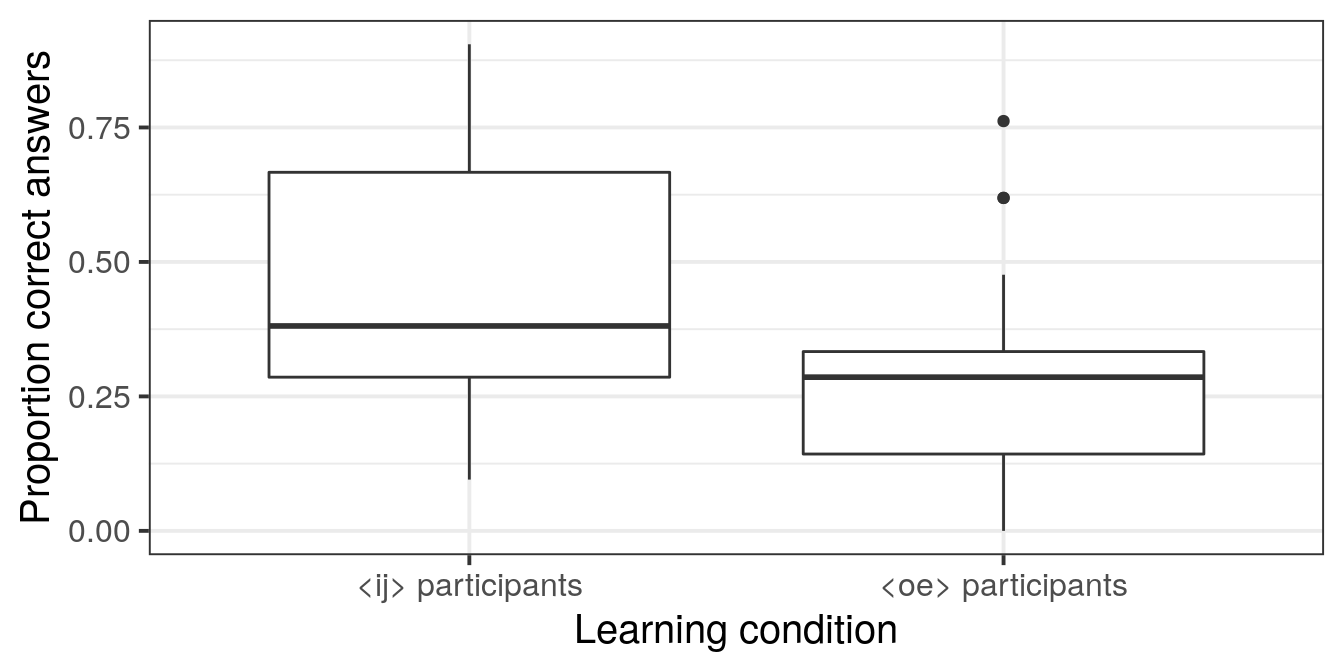 Proportion correct answers
0.75
0.50
0.25
0.00
<ij> participants
<oe> participants
Learning condition